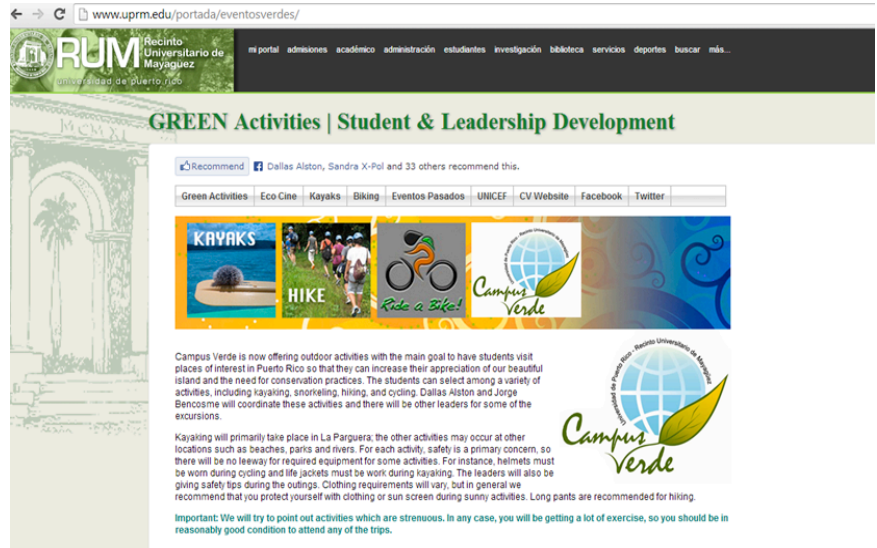 www.uprm.edu/portada/eventosverdes/
RUM
Recinto
Universitario de
Mayagüez
universidad de puerto rico
mi portal admisiones académico administración estudiantes investigación biblioteca servicios deportes buscar más...
MCMXI
GREEN Activities | Student & Leadership Development
Recommend Dallas Alston, Sandra X-Pol and 33 others recommend this.
Green Activities Eco Cine Kayaks Biking Eventos Pasados UNICEF CV Website Facebook Twitter
KAYAKS
HIKE
Ride a Bike!
Universidad de Puerto Rico - Recinto Universitario de Mayagüez
Campus
Verde
Campus Verde is now offering outdoor activities with the main goal to have students visit
places of interest in Puerto Rico so that they can increase their appreciation of our beautiful
island and the need for conservation practices. The students can select among a variety of
activities, including kayaking, snorkeling, hiking, and cycling. Dallas Alston and Jorge
Bencosme will coordinate these activities and there will be other leaders for some of the
excursions.
Universidad de Puerto Rico - Recinto Universitario de Mayagüez
Campus
Verde
Kayaking will primarily take place in La Parguera; the other activities may occur at other
locations such as beaches, parks and rivers. For each activity, safety is a primary concern, so
there will be no leeway for required equipment for some activities. For instance, helmets must
be worn during cycling and life jackets must be work during kayaking. The leaders will also be
giving safety tips during the outings. Clothing requirements will vary, but in general we
recommend that you protect yourself with clothing or sun screen during sunny activities. Long pants are recommended for hiking.
Important: We will try to point out activities which are strenuous. In any case, you will be getting a lot of exercise, so you should be in
reasonably good condition to attend any of the trips.